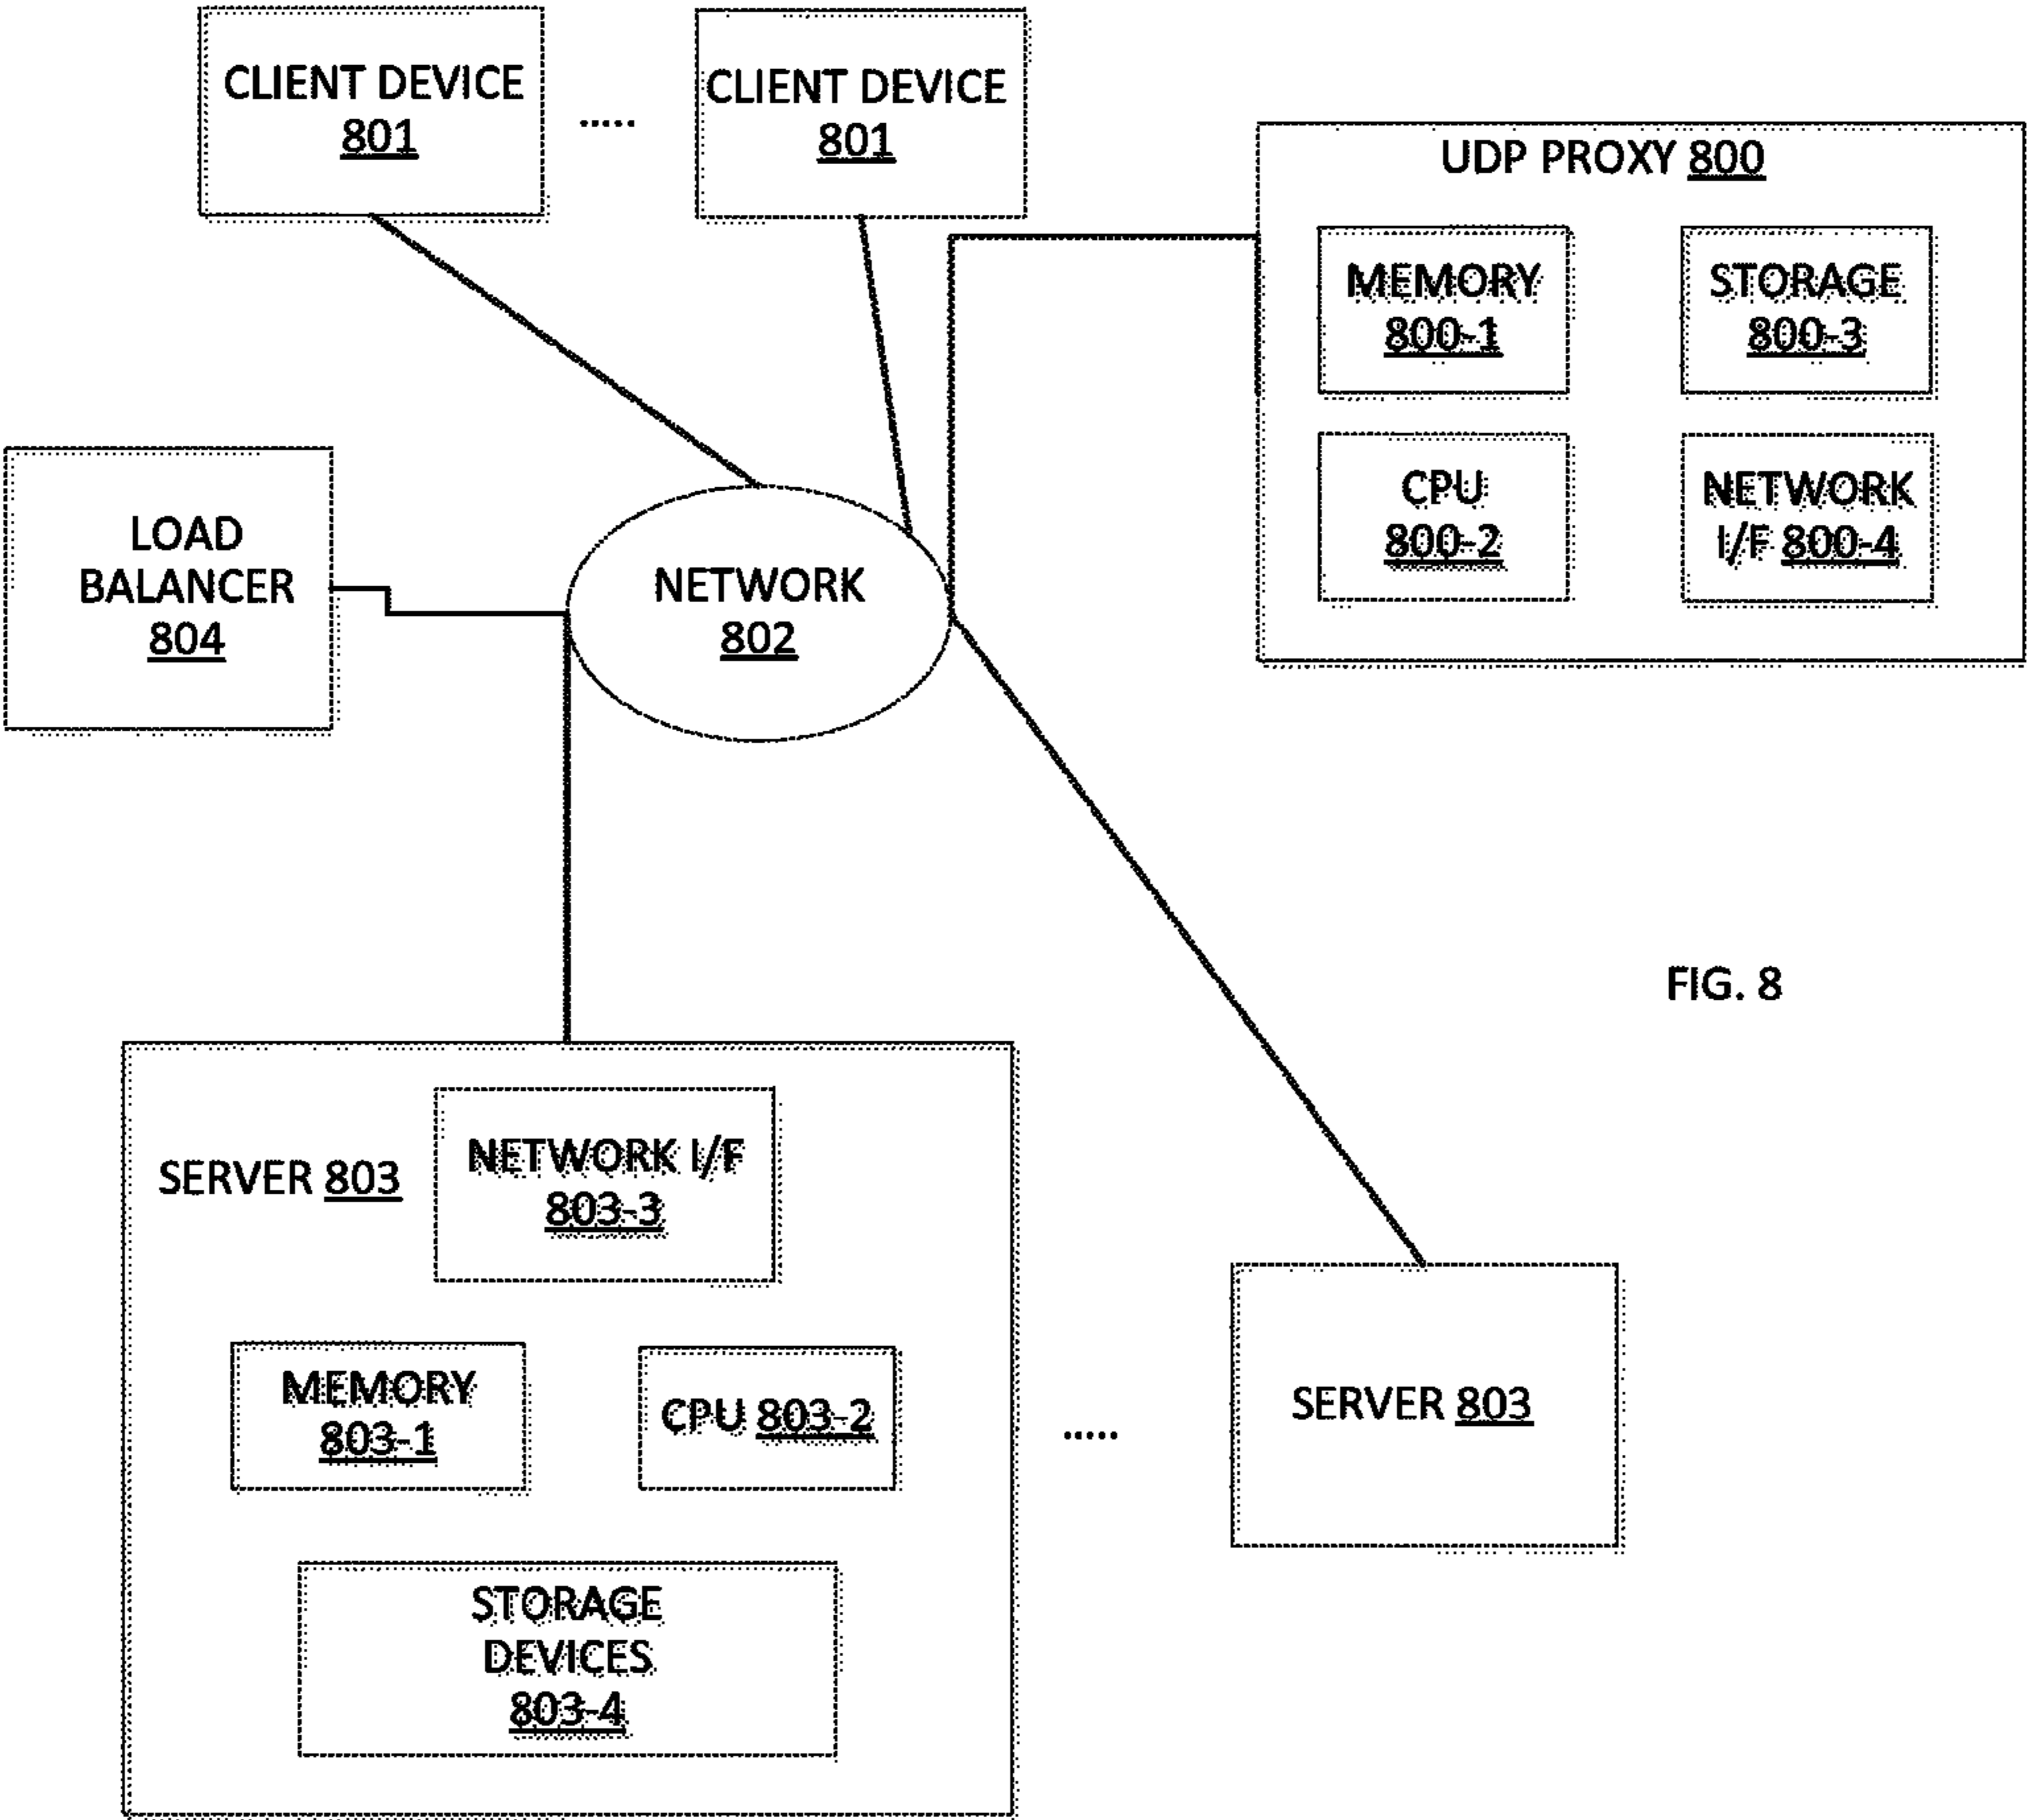 CLIENT DEVICE
801
.....
CLIENT DEVICE
801
UDP PROXY 800
MEMORY
800-1
STORAGE
800-3
CPU
800-2
NETWORK
I/F 800-4
LOAD
BALANCER
804
NETWORK
802
FIG. 8
SERVER 803
NETWORK I/F
803-3
MEMORY
803-1
CPU 803-2
STORAGE
DEVICES
803-4
.....
SERVER 803